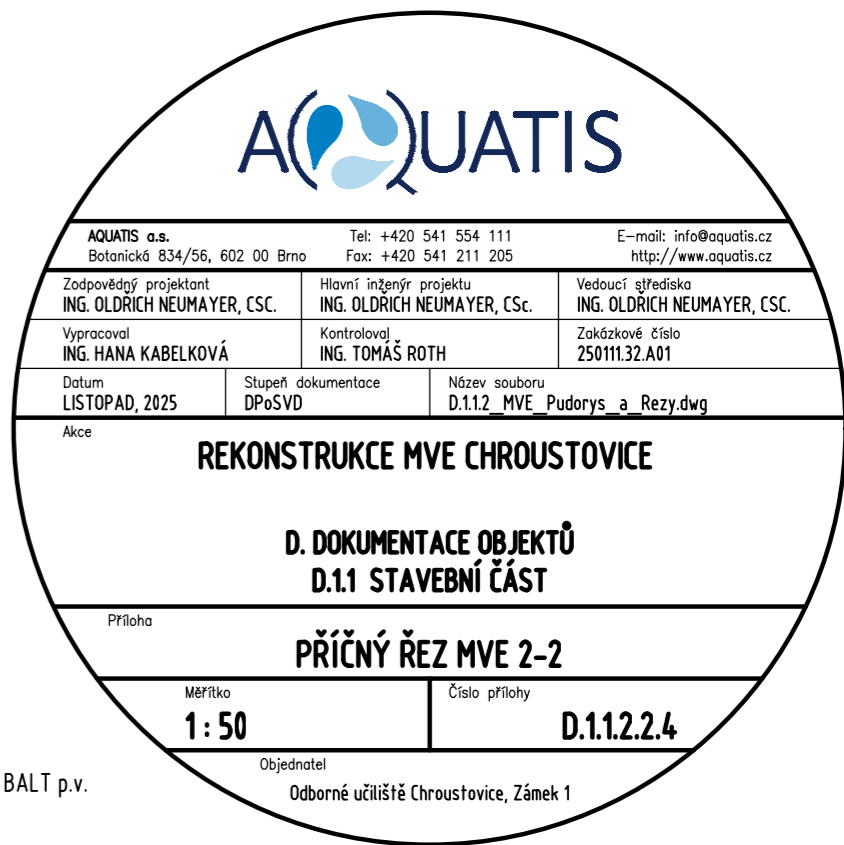 AQUATIS
AQUATIS a.s. Tel: +420 541 554 111 E-mail: info@aquatis.cz
Botanická 834/56, 602 00 Brno Fax: +420 541 211 205 http://www.aquatis.cz
Zodpovědný projektant Hlavní inženýr projektu Vedoucí střediska
ING. OLDŘICH NEUMAYER, CSC. ING. OLDŘICH NEUMAYER, CSc. ING. OLDŘICH NEUMAYER, CSC.
Vypracoval Kontroloval Zakázkové číslo
ING. HANA KABELKOVÁ ING. TOMÁŠ ROTH 250111.32.A01
Datum Stupeň dokumentace Název souboru
LISTOPAD, 2025 DPoSVD D.1.1.2_MVE_Pudorys_a_Rezy.dwg
Akce
REKONSTRUKCE MVE CHROUSTOVICE
D. DOKUMENTACE OBJEKTŮ
D.1.1 STAVEBNÍ ČÁST
Příloha
PŘÍČNÝ ŘEZ MVE 2-2
Měřítko Číslo přílohy
1 : 50 D.1.1.2.2.4
Objednatel
BALT p.v.
Odborné učiliště Chroustovice, Zámek 1